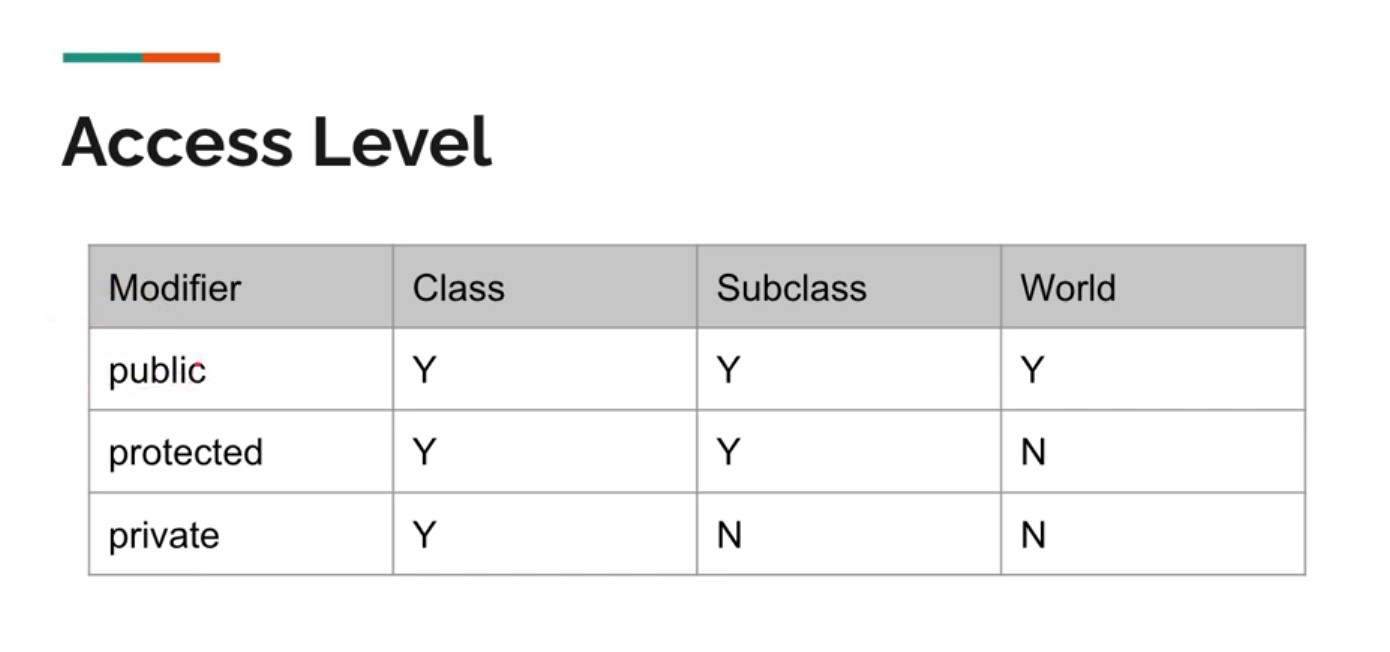 Access Level
Modifier Class Subclass World
public Y Y Y
protected Y Y N
private Y N N